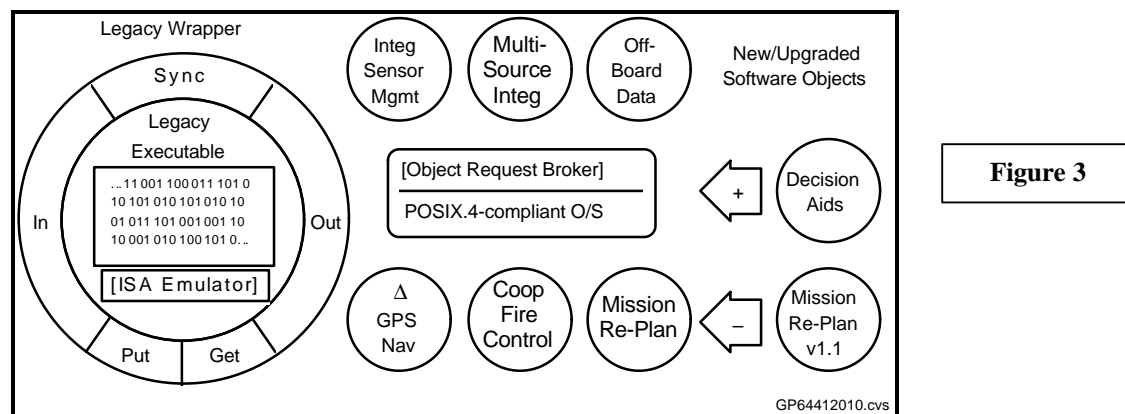 Legacy Wrapper
Sync
In
Out
Put
Get
Legacy
Executable
...11 001 100 011 101 0
10 101 010 101 010 10
01 011 101 001 001 10
10 001 010 100 101 0...
[ISA Emulator]
Integ
Sensor
Mgmt
Multi-
Source
Integ
Off-
Board
Data
New/Upgraded
Software Objects
[Object Request Broker]
POSIX.4-compliant O/S
+
Decision
Aids
Δ
GPS
Nav
Coop
Fire
Control
Mission
Re-Plan
–
Mission
Re-Plan
v1.1
GP64412010.cvs
Figure 3